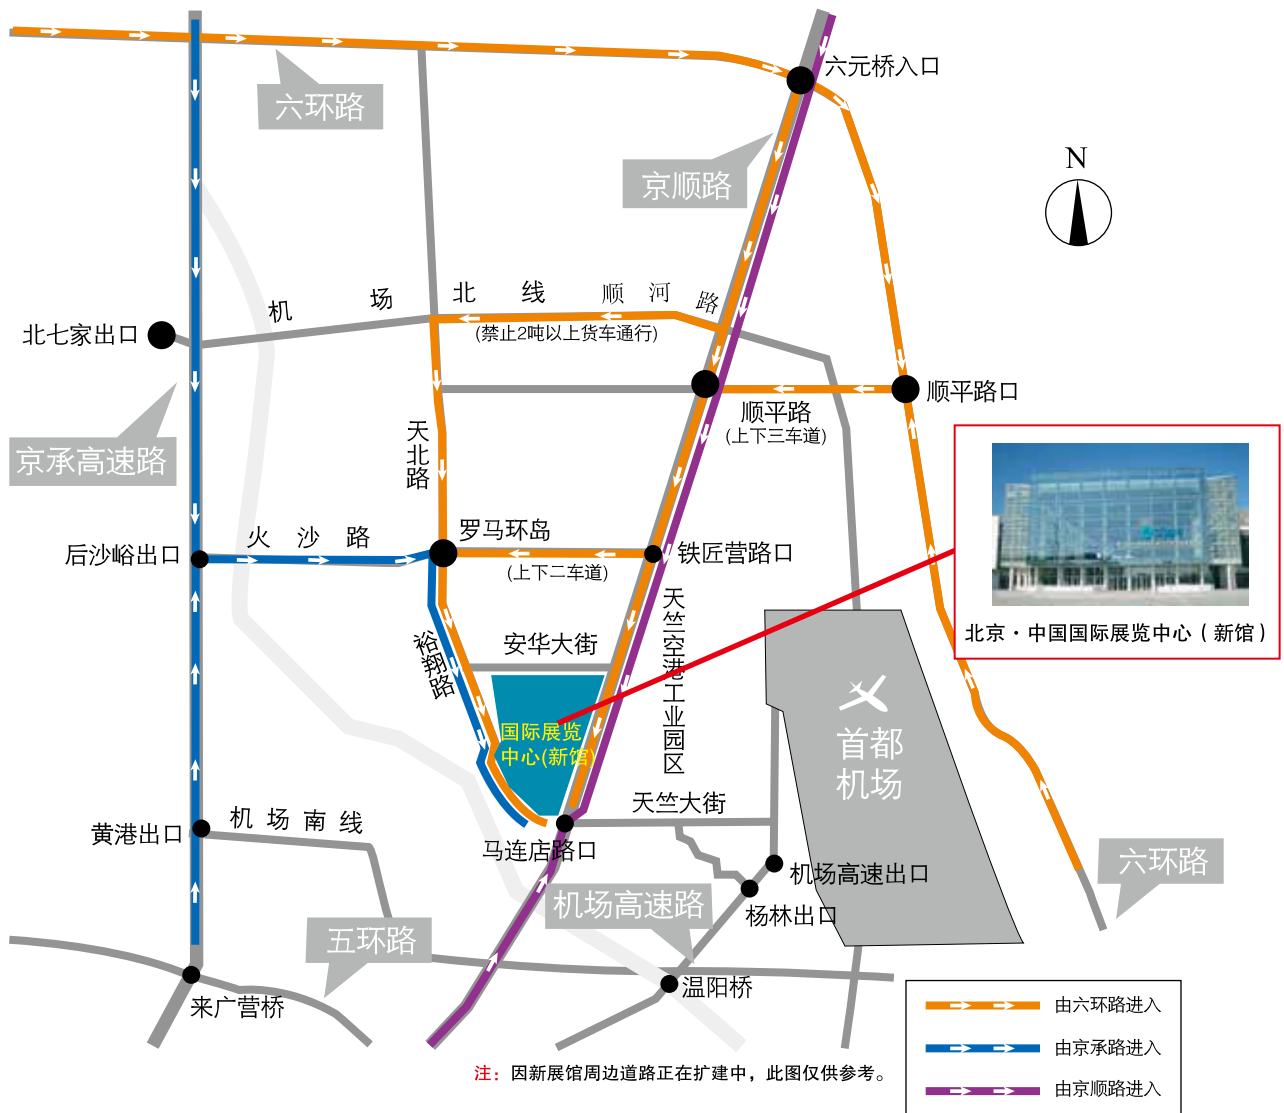 六元桥入口
六环路
N
京顺路
机场北线
顺河路
(禁止2吨以上货车通行)
北七家出口
顺平路口
顺平路
(上下三车道)
天北路
京承高速路
罗马环岛
火沙路
后沙峪出口
(上下二车道)
铁匠营路口
天竺空港工业园区
北京·中国国际展览中心（新馆）
裕翔路
安华大街
国际展览
中心(新馆)
首都
机场
天竺大街
机场南线
黄港出口
马连店路口
机场高速出口
六环路
机场高速路
杨林出口
五环路
温阳桥
来广营桥
由六环路进入
由京承路进入
由京顺路进入
注：因新展馆周边道路正在扩建中，此图仅供参考。